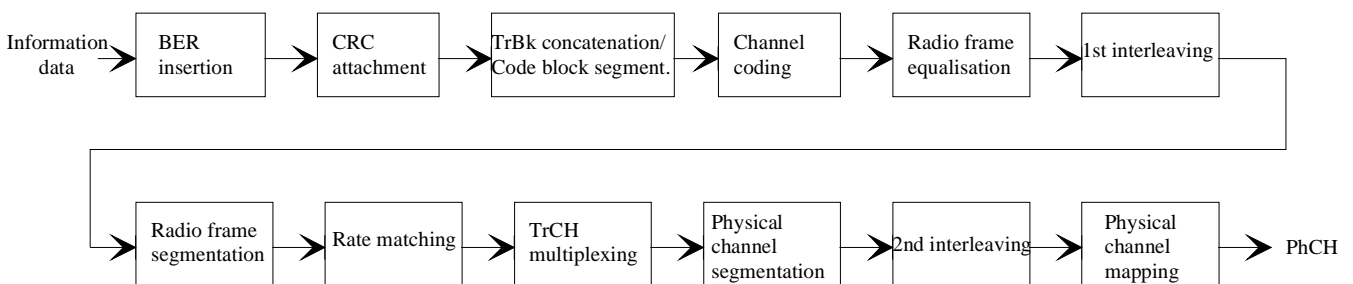 Information
data
BER
insertion
CRC
attachment
TrBk concatenation/
Code block segment.
Channel
coding
Radio frame
equalisation
1st interleaving
Radio frame
segmentation
Rate matching
TrCH
multiplexing
Physical
channel
segmentation
2nd interleaving
Physical
channel
mapping
PhCH